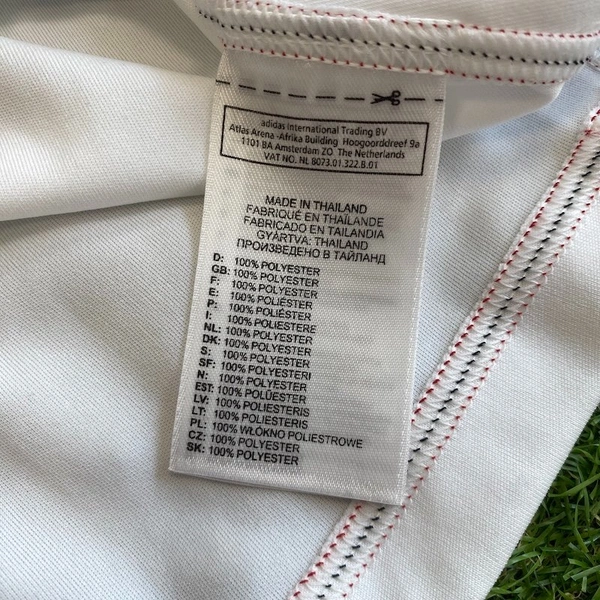 adidas International Trading BV
Atlas Arena -Afrika Building Hoogoorddreef 9a
1101 BA Amsterdam ZO The Netherlands
VAT NO. NL 8073.01.322.B.01
MADE IN THAILAND
FABRIQUÉ EN THAÏLANDE
FABRICADO EN TAILANDIA
GYÁRTVA: THAILAND
ПРОИЗВЕДЕНО В ТАЙЛАНД
D: 100% POLYESTER
GB: 100% POLYESTER
F: 100% POLYESTER
E: 100% POLIÉSTER
P: 100% POLIÉSTER
I: 100% POLIESTERE
NL: 100% POLYESTER
DK: 100% POLYESTER
S: 100% POLYESTER
SF: 100% POLYESTERI
N: 100% POLYESTER
EST: 100% POLÜESTER
LV: 100% POLIESTERIS
LT: 100% POLIESTERIS
PL: 100% WŁÓKNO POLIESTROWE
CZ: 100% POLYESTER
SK: 100% POLYESTER